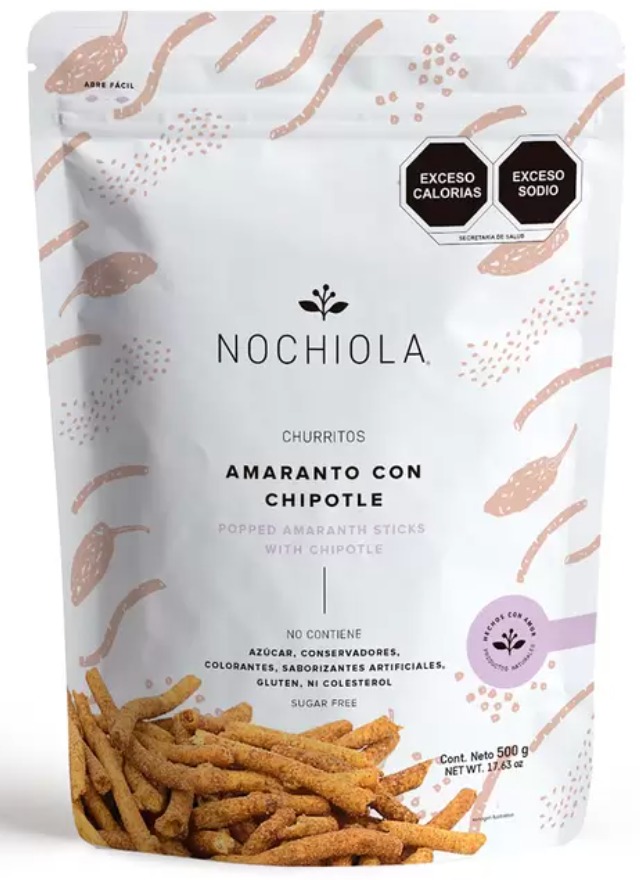 ABRE FÁCIL
EXCESO
CALORÍAS
EXCESO
SODIO
SECRETARÍA DE SALUD
NOCHIOLA
CHURRITOS
AMARANTO CON
CHIPOTLE
POPPED AMARANTH STICKS
WITH CHIPOTLE
NO CONTIENE
AZÚCAR, CONSERVADORES,
COLORANTES, SABORIZANTES ARTIFICIALES,
GLUTEN, NI COLESTEROL
SUGAR FREE
HECHOS CON AMOR
PRODUCTOS NATURALES
Cont. Neto 500 g
NET WT. 17.63 oz